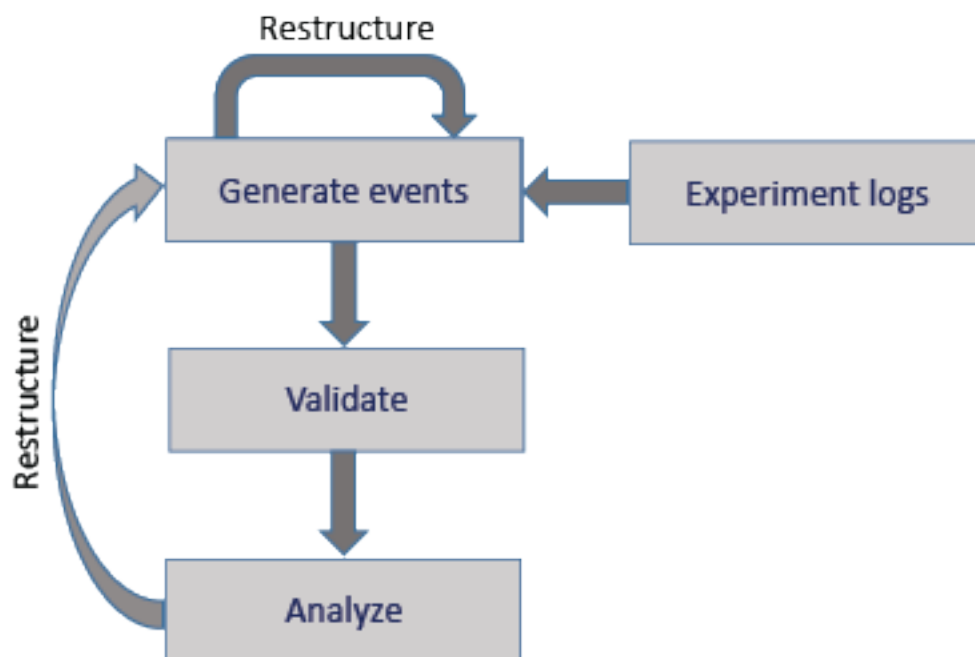 Restructure
Generate events
Experiment logs
Restructure
Validate
Analyze